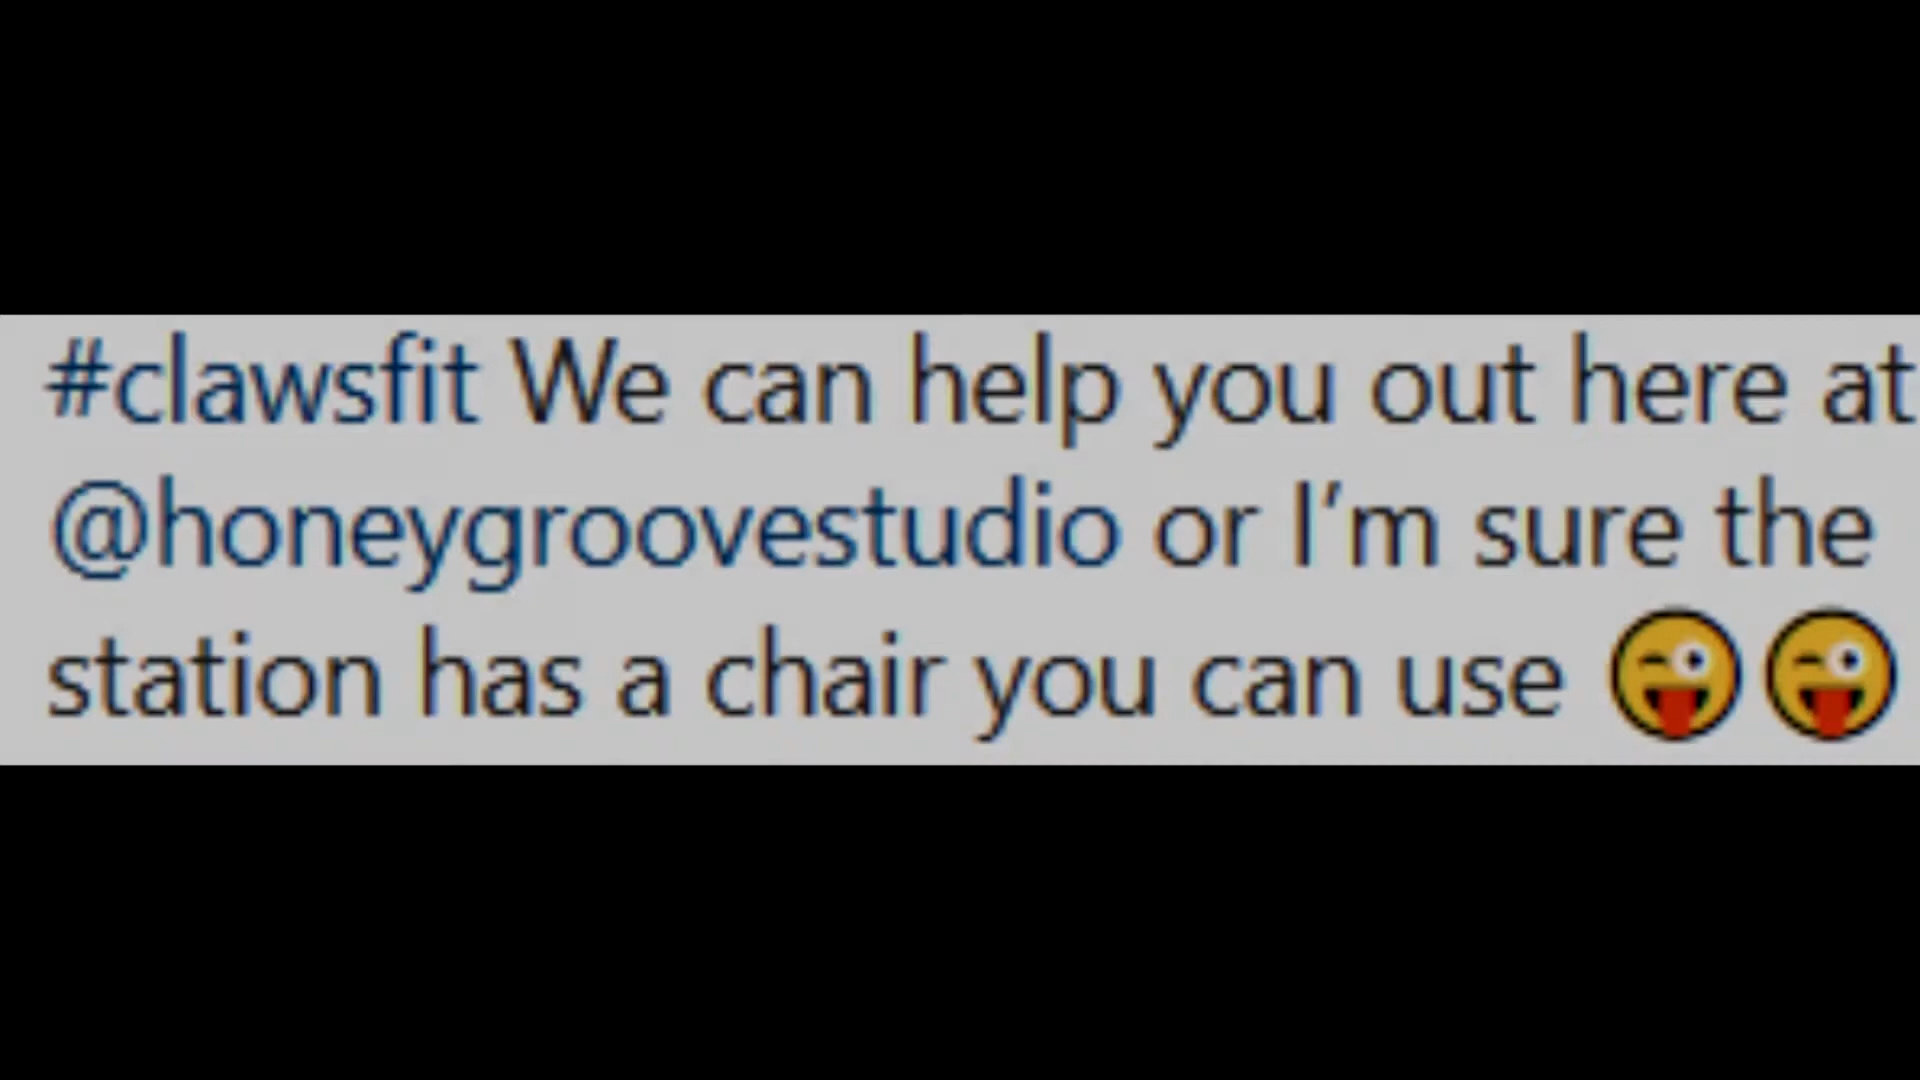 #clawsfit We can help you out here at
@honeygroovestudio or I’m sure the
station has a chair you can use 😜😜